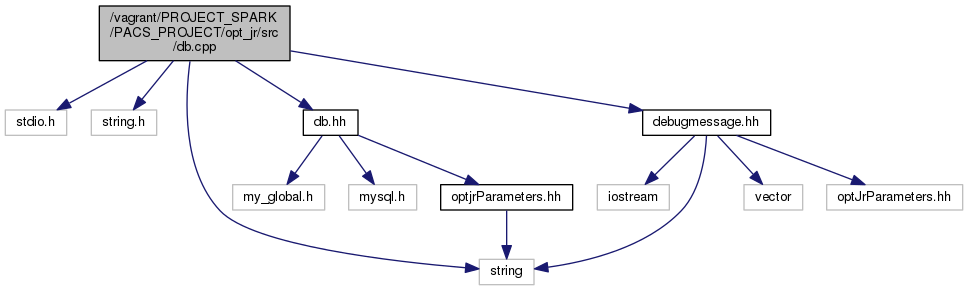 /vagrant/PROJECT_SPARK
/PACS_PROJECT/opt_jr/src
/db.cpp
stdio.h
string.h
db.hh
debugmessage.hh
my_global.h
mysql.h
optjrParameters.hh
iostream
vector
optJrParameters.hh
string